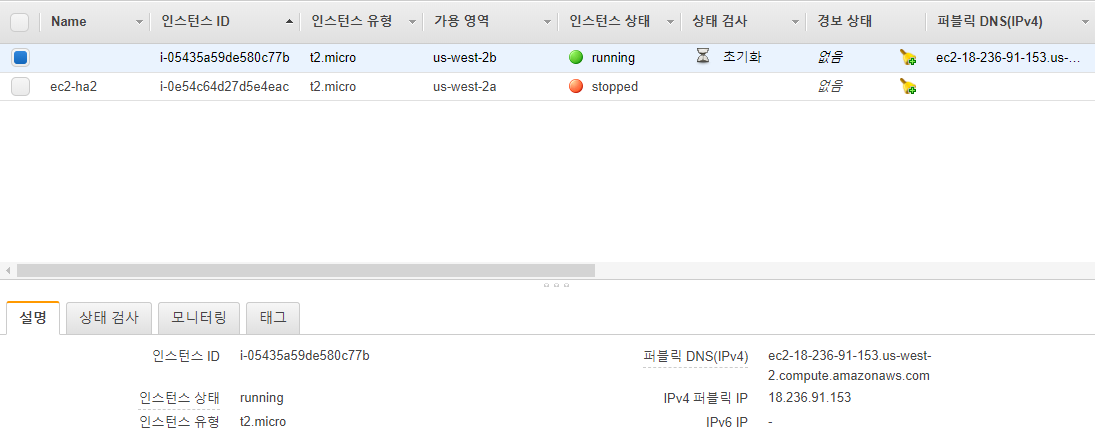 Name 인스턴스 ID 인스턴스 유형 가용 영역 인스턴스 상태 상태 검사 경보 상태 퍼블릭 DNS(IPv4)
i-05435a59de580c77b t2.micro us-west-2b running 초기화 없음 ec2-18-236-91-153.us-...
ec2-ha2 i-0e54c64d27d5e4eac t2.micro us-west-2a stopped 없음
설명 상태 검사 모니터링 태그
인스턴스 ID i-05435a59de580c77b 퍼블릭 DNS(IPv4) ec2-18-236-91-153.us-west-
2.compute.amazonaws.com
인스턴스 상태 running IPv4 퍼블릭 IP 18.236.91.153
인스턴스 유형 t2.micro IPv6 IP -